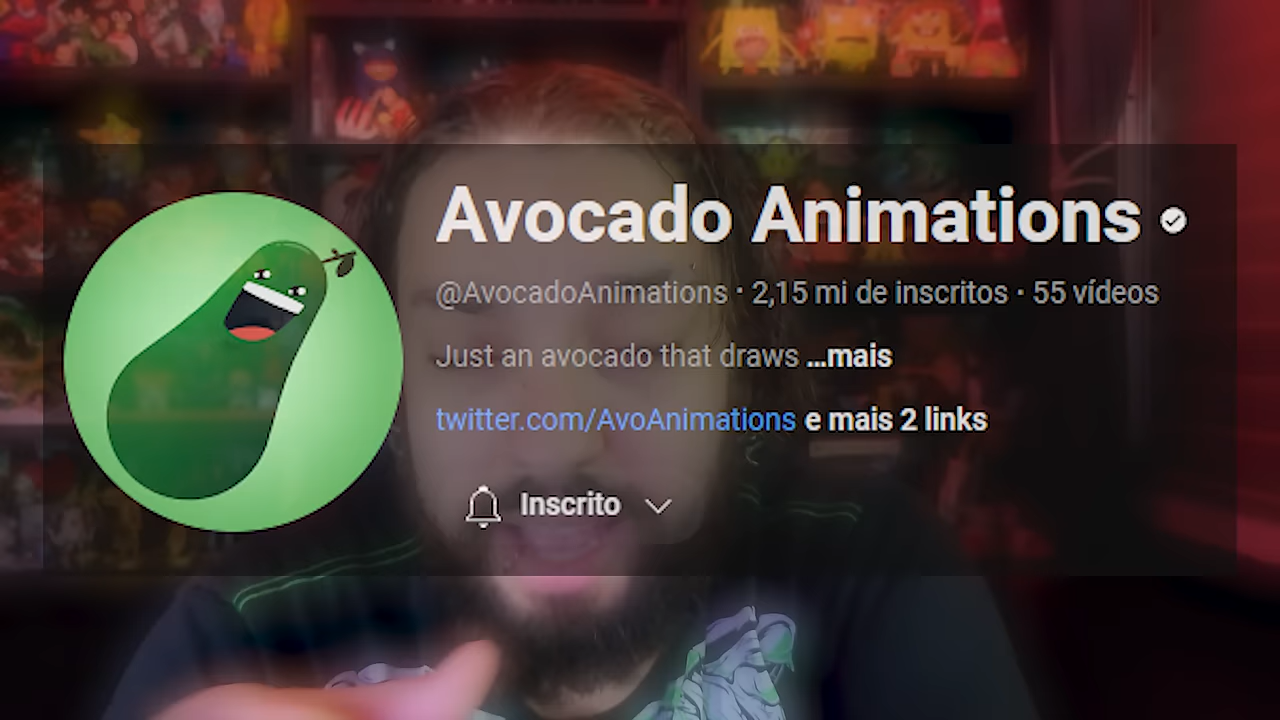 Avocado Animations
@AvocadoAnimations · 2,15 mi de inscritos · 55 vídeos
Just an avocado that draws ...mais
twitter.com/AvoAnimations e mais 2 links
Inscrito